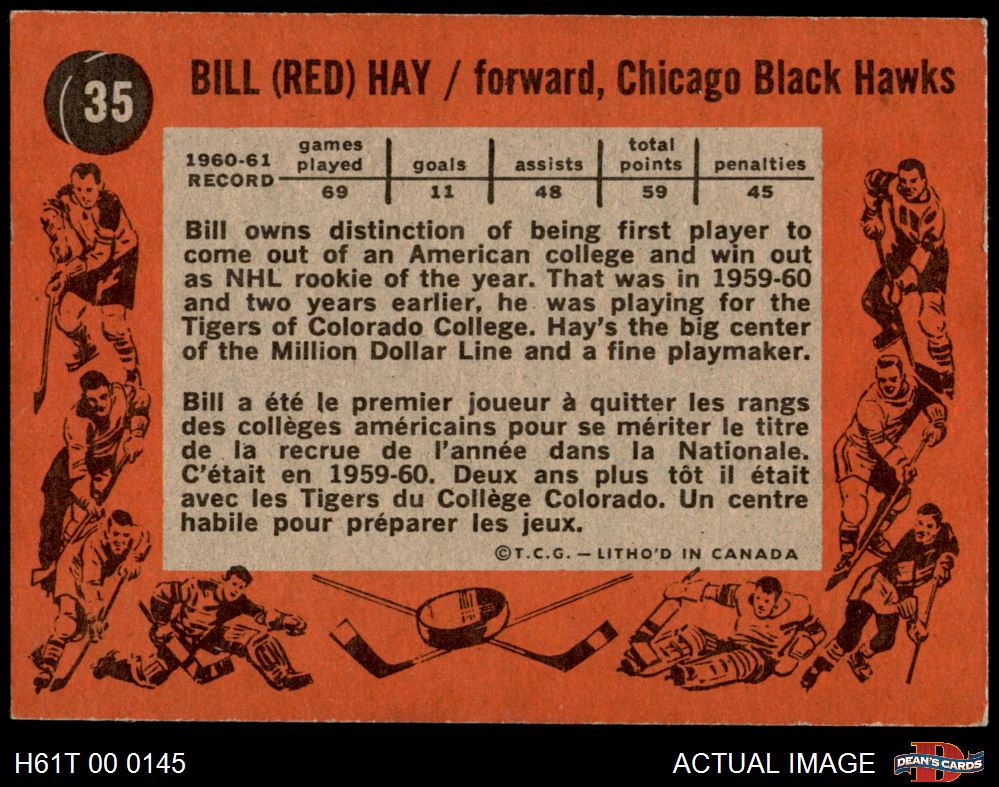 35
BILL (RED) HAY / forward, Chicago Black Hawks
1960-61 RECORD
games played goals assists total points penalties
69 11 48 59 45
Bill owns distinction of being first player to
come out of an American college and win out
as NHL rookie of the year. That was in 1959-60
and two years earlier, he was playing for the
Tigers of Colorado College. Hay's the big center
of the Million Dollar Line and a fine playmaker.
Bill a été le premier joueur à quitter les rangs
des collèges américains pour se mériter le titre
de la recrue de l'année dans la Nationale.
C'était en 1959-60. Deux ans plus tôt il était
avec les Tigers du Collège Colorado. Un centre
habile pour préparer les jeux.
©T.C.G. — LITHO'D IN CANADA
H61T 00 0145
ACTUAL IMAGE
D
DEAN'S CARDS